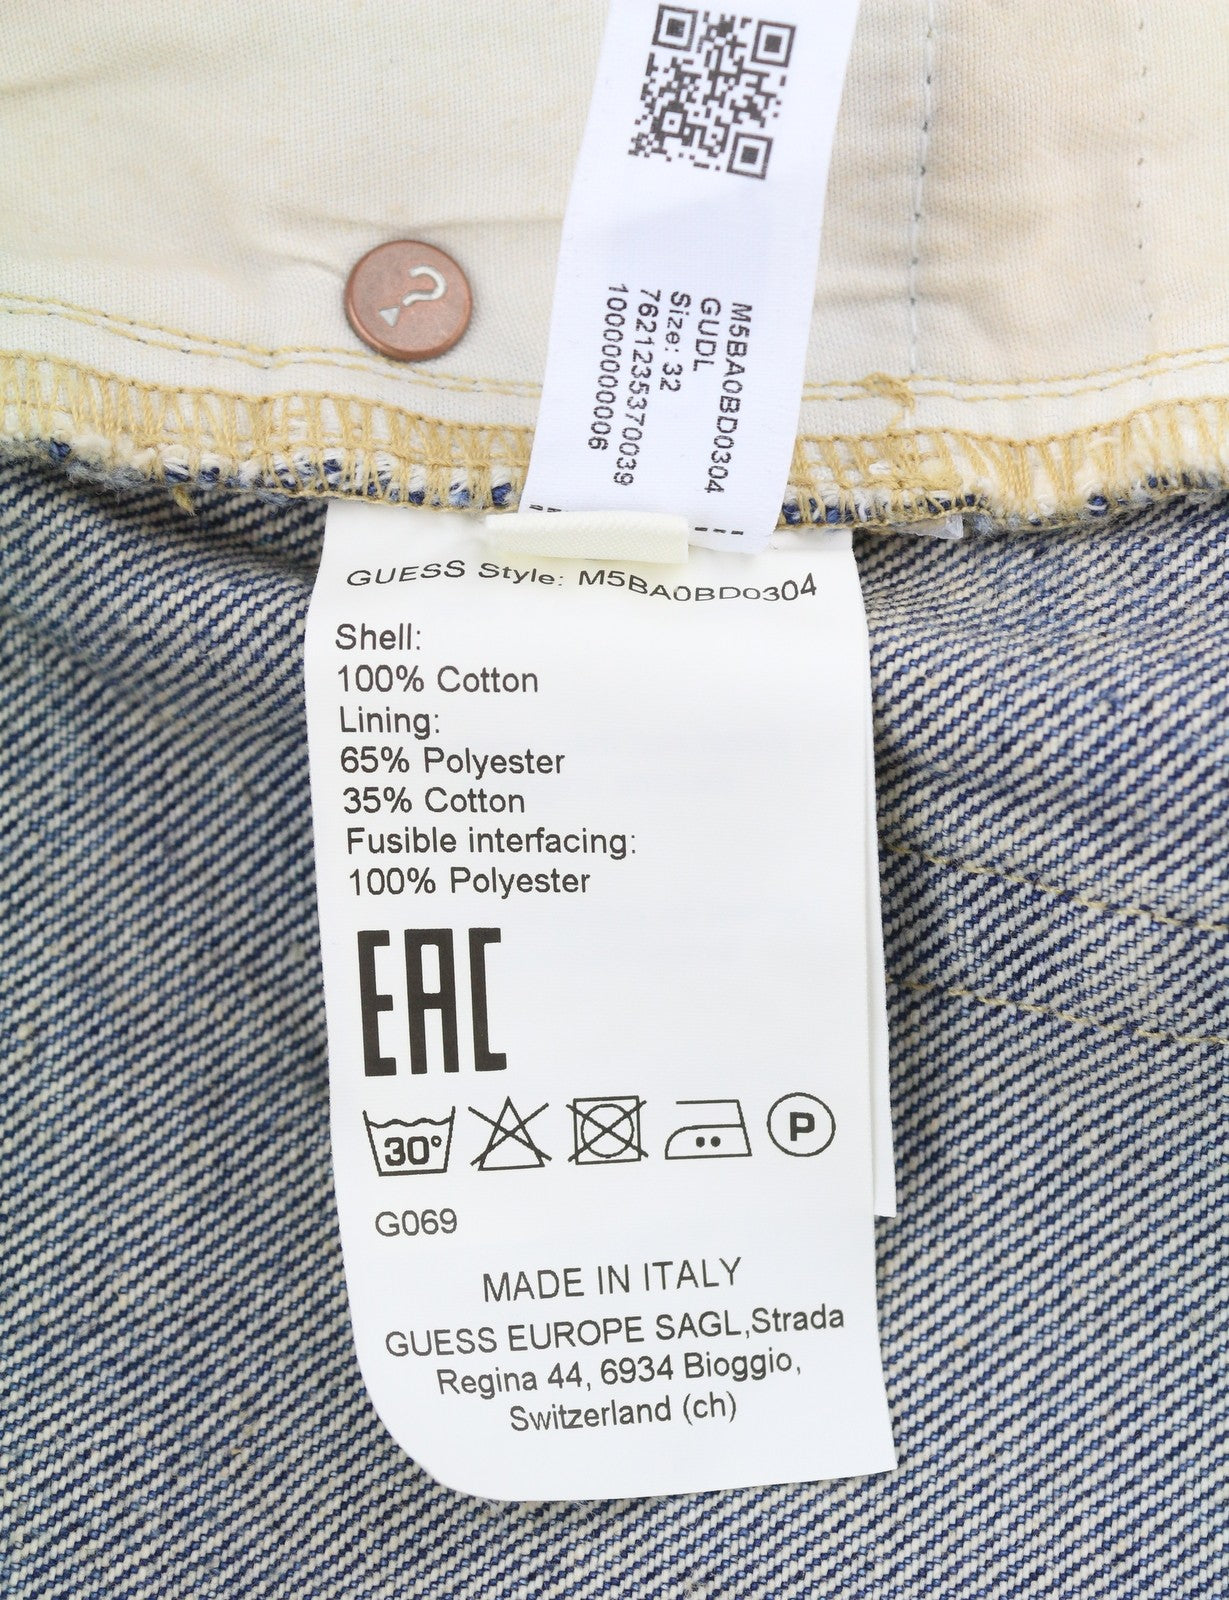 M5BA0BD0304
GUDL
Size: 32
7621235370039
1000000000006
?
GUESS Style: M5BA0BD0304
Shell:
100% Cotton
Lining:
65% Polyester
35% Cotton
Fusible interfacing:
100% Polyester
EAC
30°
P
G069
MADE IN ITALY
GUESS EUROPE SAGL,Strada
Regina 44, 6934 Bioggio,
Switzerland (ch)